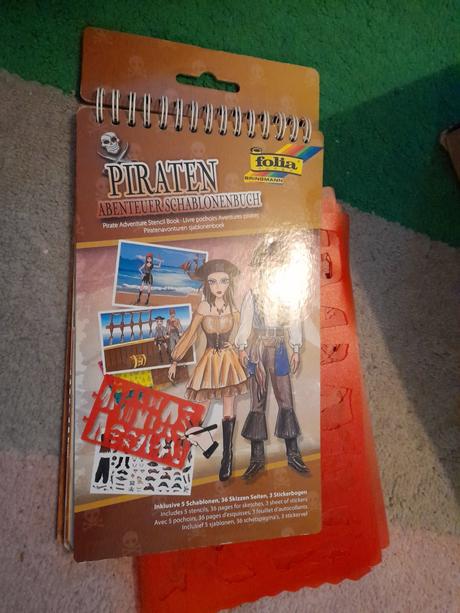 folia
BRINGMANN
PIRATEN
ABENTEUER SCHABLONENBUCH
Pirate Adventure Stencil Book · Livre pochoirs Aventures pirates
Piratenavonturen sjablonenboek
Inklusive 5 Schablonen, 36 Skizzen Seiten, 3 Stickerbogen
Includes 5 stencils, 36 pages for sketches, 3 sheet of stickers
Avec 5 pochoirs, 36 pages d'esquisses, 3 feuillet d'autocollants
Inclusief 5 sjablonen, 36 schetspagina's, 3 stickervel